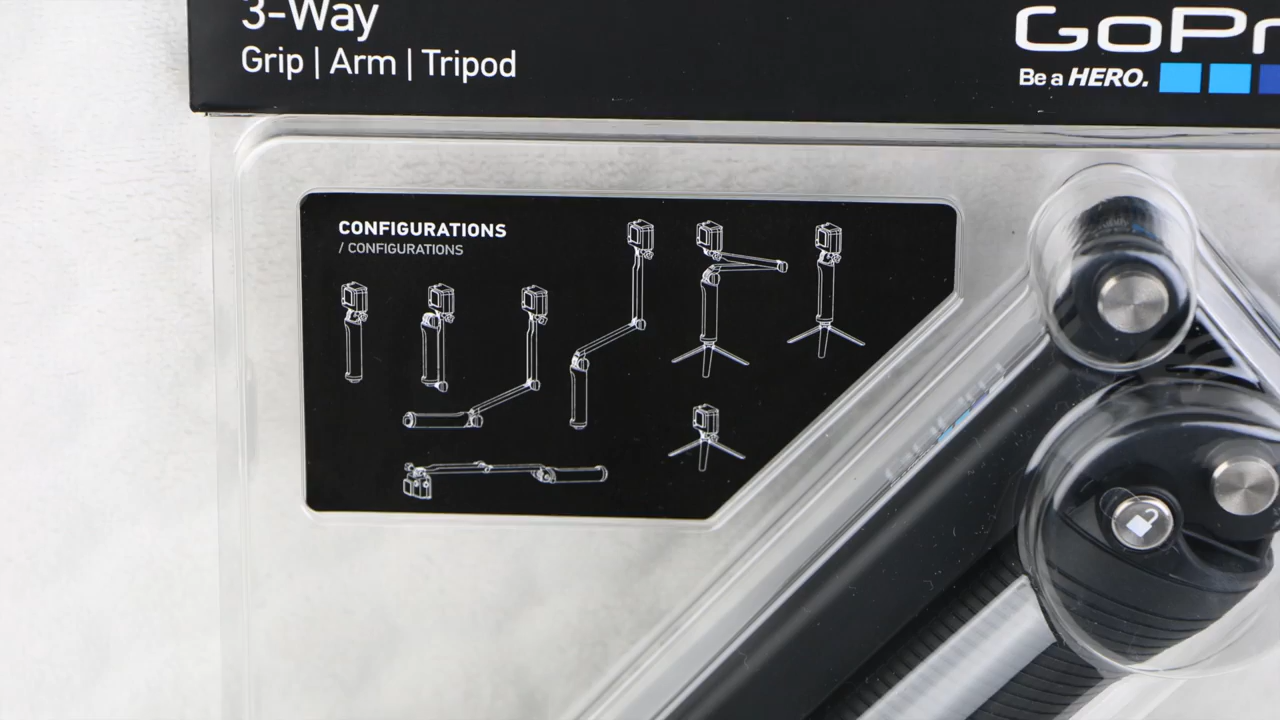 3-Way
Grip | Arm | Tripod
GoPr
Be a HERO.
CONFIGURATIONS
/ CONFIGURATIONS